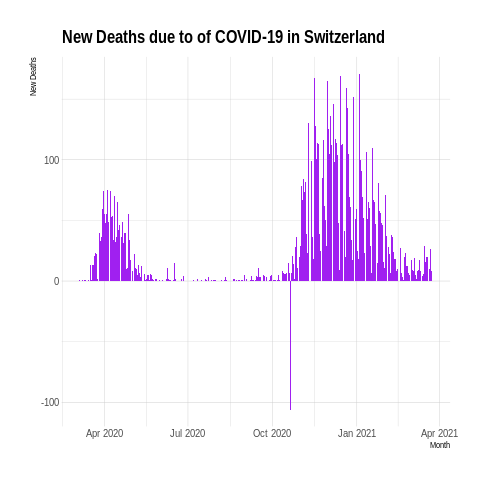 New Deaths due to of COVID-19 in Switzerland
New Deaths
100
0
-100
Apr 2020 Jul 2020 Oct 2020 Jan 2021 Apr 2021
Month